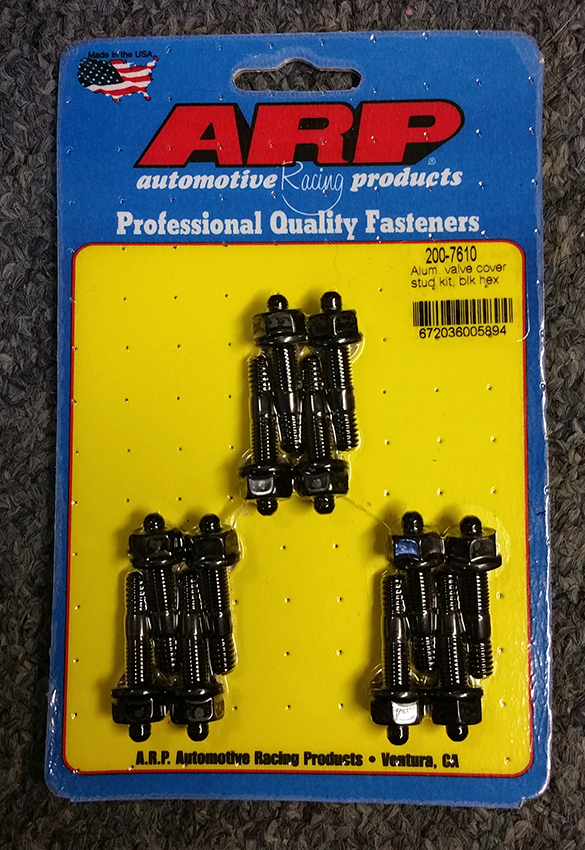 Made in the USA
ARP®
automotive Racing products
Professional Quality Fasteners
200-7610
Alum valve cover
stud kit, blk hex
672036005894
A.R.P. Automotive Racing Products • Ventura, CA